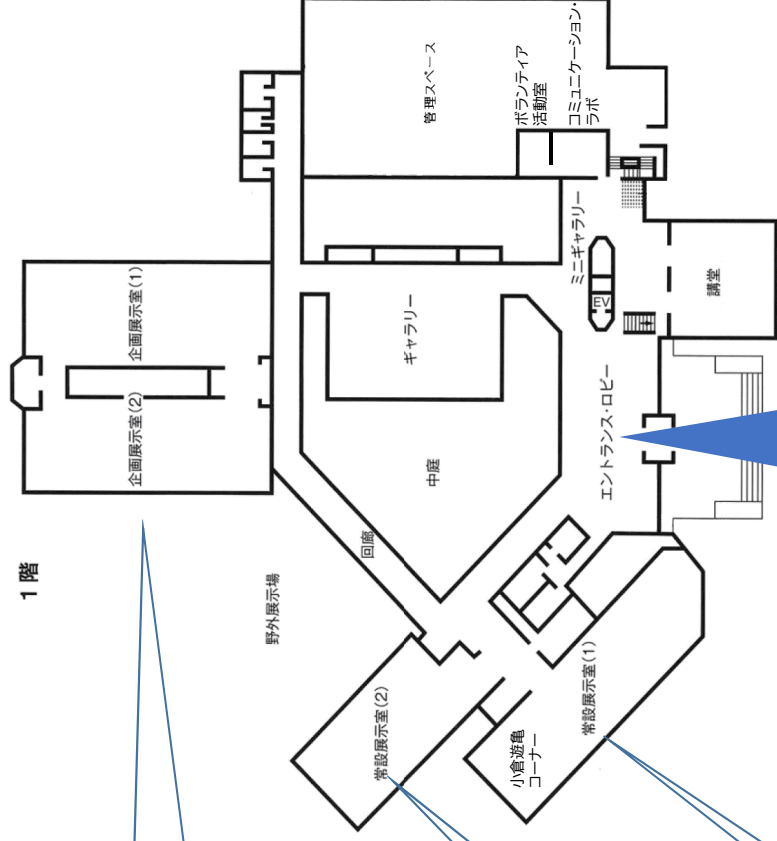 1階
企画展示室(1)
企画展示室(2)
管理スペース
ボランティア
活動室
コミュニケーション・
ラボ
ギャラリー
ミニギャラリー
EV
講堂
中庭
回廊
エントランス・ロビー
野外展示場
常設展示室(2)
常設展示室(1)
小倉遊亀
コーナー